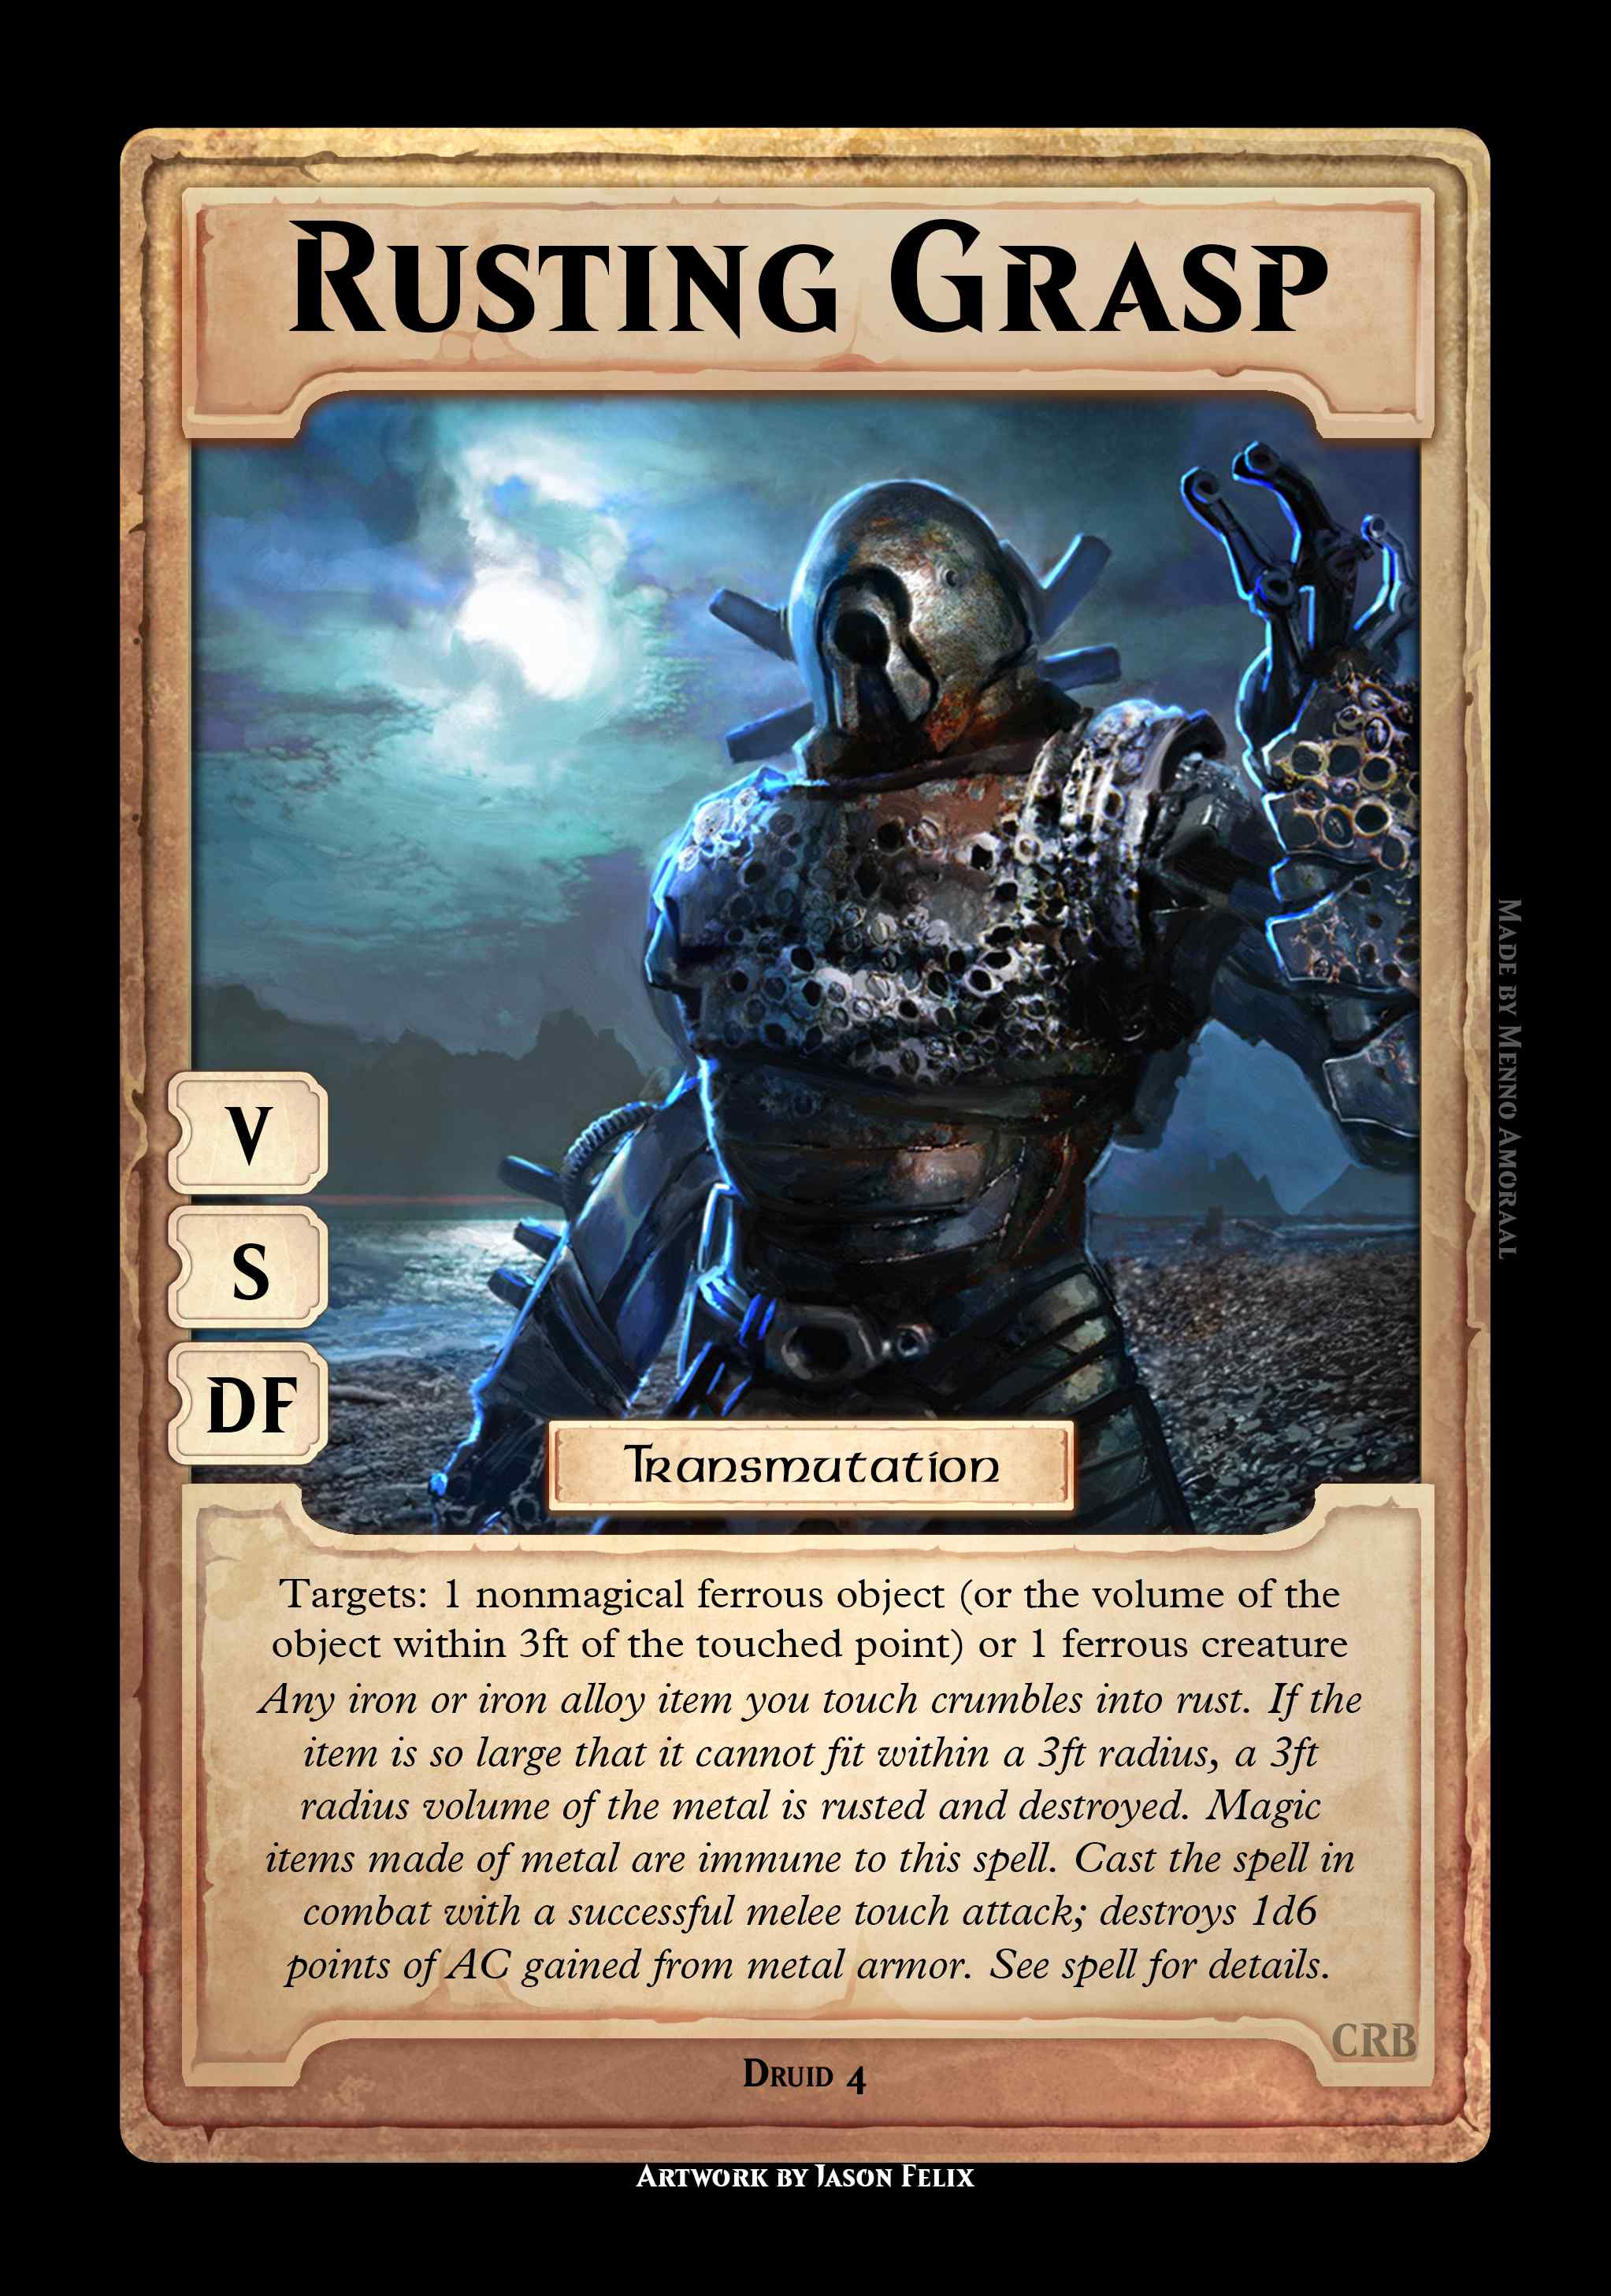 Rusting Grasp
V
S
DF
Transmutation
Targets: 1 nonmagical ferrous object (or the volume of the
object within 3ft of the touched point) or 1 ferrous creature
Any iron or iron alloy item you touch crumbles into rust. If the
item is so large that it cannot fit within a 3ft radius, a 3ft
radius volume of the metal is rusted and destroyed. Magic
items made of metal are immune to this spell. Cast the spell in
combat with a successful melee touch attack; destroys 1d6
points of AC gained from metal armor. See spell for details.
CRB
Druid 4
Artwork by Jason Felix
Made by Menno Amoraal